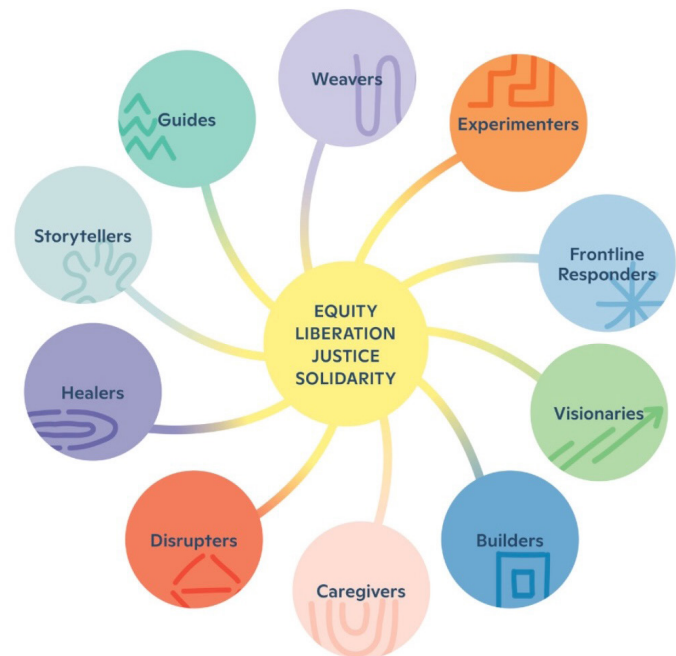 Weavers
Experimenters
Frontline
Responders
Visionaries
Builders
Caregivers
Disrupters
Healers
Storytellers
Guides
EQUITY
LIBERATION
JUSTICE
SOLIDARITY